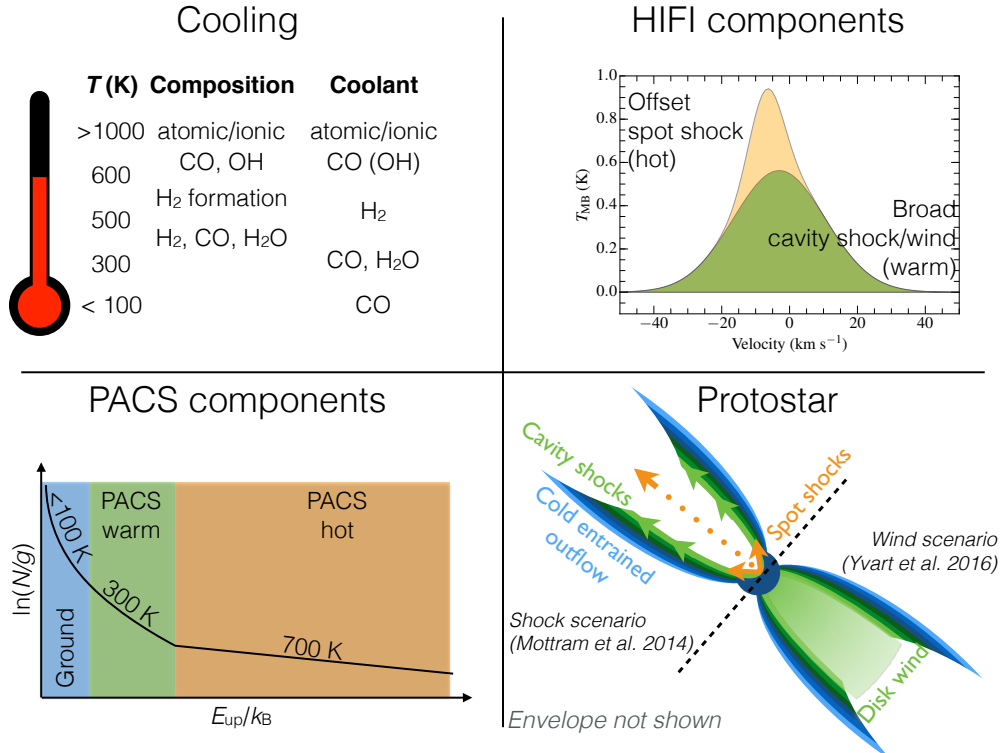 Cooling
T (K) Composition Coolant
>1000 atomic/ionic atomic/ionic
CO, OH CO (OH)
600
H₂ formation
500 H₂
H₂, CO, H₂O
300 CO, H₂O
< 100 CO
HIFI components
1.0
0.8
0.6
0.4
0.2
0.0
T_MB (K)
Offset
spot shock
(hot)
Broad
cavity shock/wind
(warm)
−40 −20 0 20 40
Velocity (km s⁻¹)
PACS components
ln(N/g)
<100 K
Ground
PACS
warm
300 K
PACS
hot
700 K
E_up/k_B
Protostar
Cavity shocks
Cold entrained
outflow
Spot shocks
Wind scenario
(Yvart et al. 2016)
Shock scenario
(Mottram et al. 2014)
Disk wind
Envelope not shown